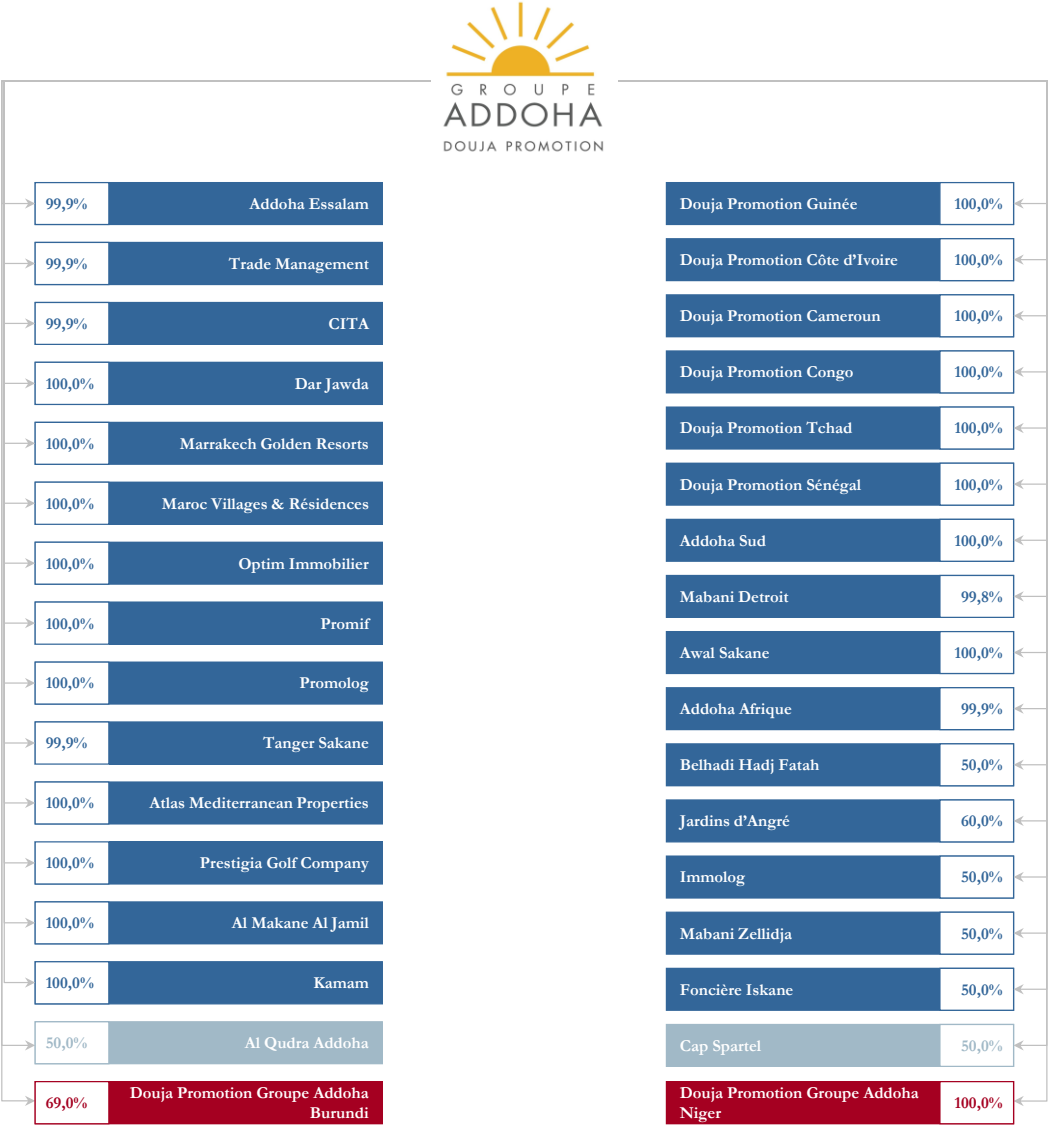 GROUPE
ADDOHA
DOUJA PROMOTION
99,9% Addoha Essalam
99,9% Trade Management
99,9% CITA
100,0% Dar Jawda
100,0% Marrakech Golden Resorts
100,0% Maroc Villages & Résidences
100,0% Optim Immobilier
100,0% Promif
100,0% Promolog
99,9% Tanger Sakane
100,0% Atlas Mediterranean Properties
100,0% Prestigia Golf Company
100,0% Al Makane Al Jamil
100,0% Kamam
50,0% Al Qudra Addoha
69,0% Douja Promotion Groupe Addoha
Burundi
Douja Promotion Guinée 100,0%
Douja Promotion Côte d’Ivoire 100,0%
Douja Promotion Cameroun 100,0%
Douja Promotion Congo 100,0%
Douja Promotion Tchad 100,0%
Douja Promotion Sénégal 100,0%
Addoha Sud 100,0%
Mabani Detroit 99,8%
Awal Sakane 100,0%
Addoha Afrique 99,9%
Belhadi Hadj Fatah 50,0%
Jardins d’Angré 60,0%
Immolog 50,0%
Mabani Zellidja 50,0%
Foncière Iskane 50,0%
Cap Spartel 50,0%
Douja Promotion Groupe Addoha 100,0%
Niger